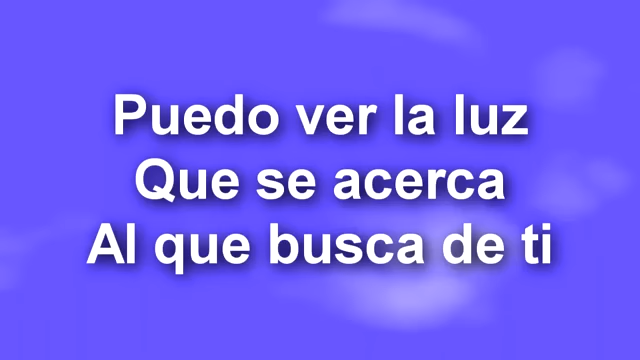 Puedo ver la luz
Que se acerca
Al que busca de ti